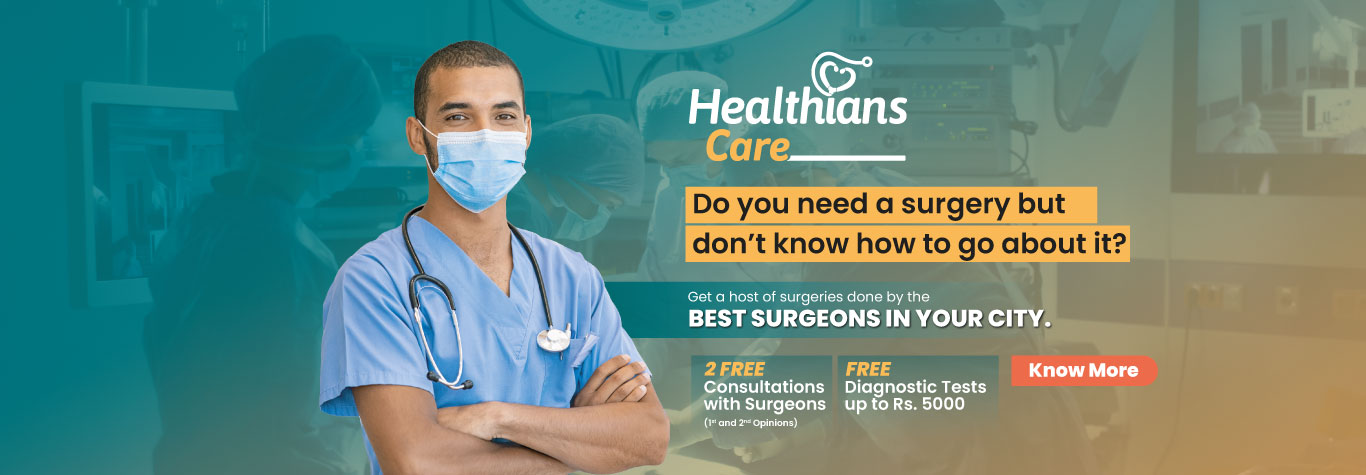 Healthians
Care
Do you need a surgery but
don't know how to go about it?
Get a host of surgeries done by the
BEST SURGEONS IN YOUR CITY.
2 FREE
Consultations
with Surgeons
(1st and 2nd Opinions)
FREE
Diagnostic Tests
up to Rs. 5000
Know More